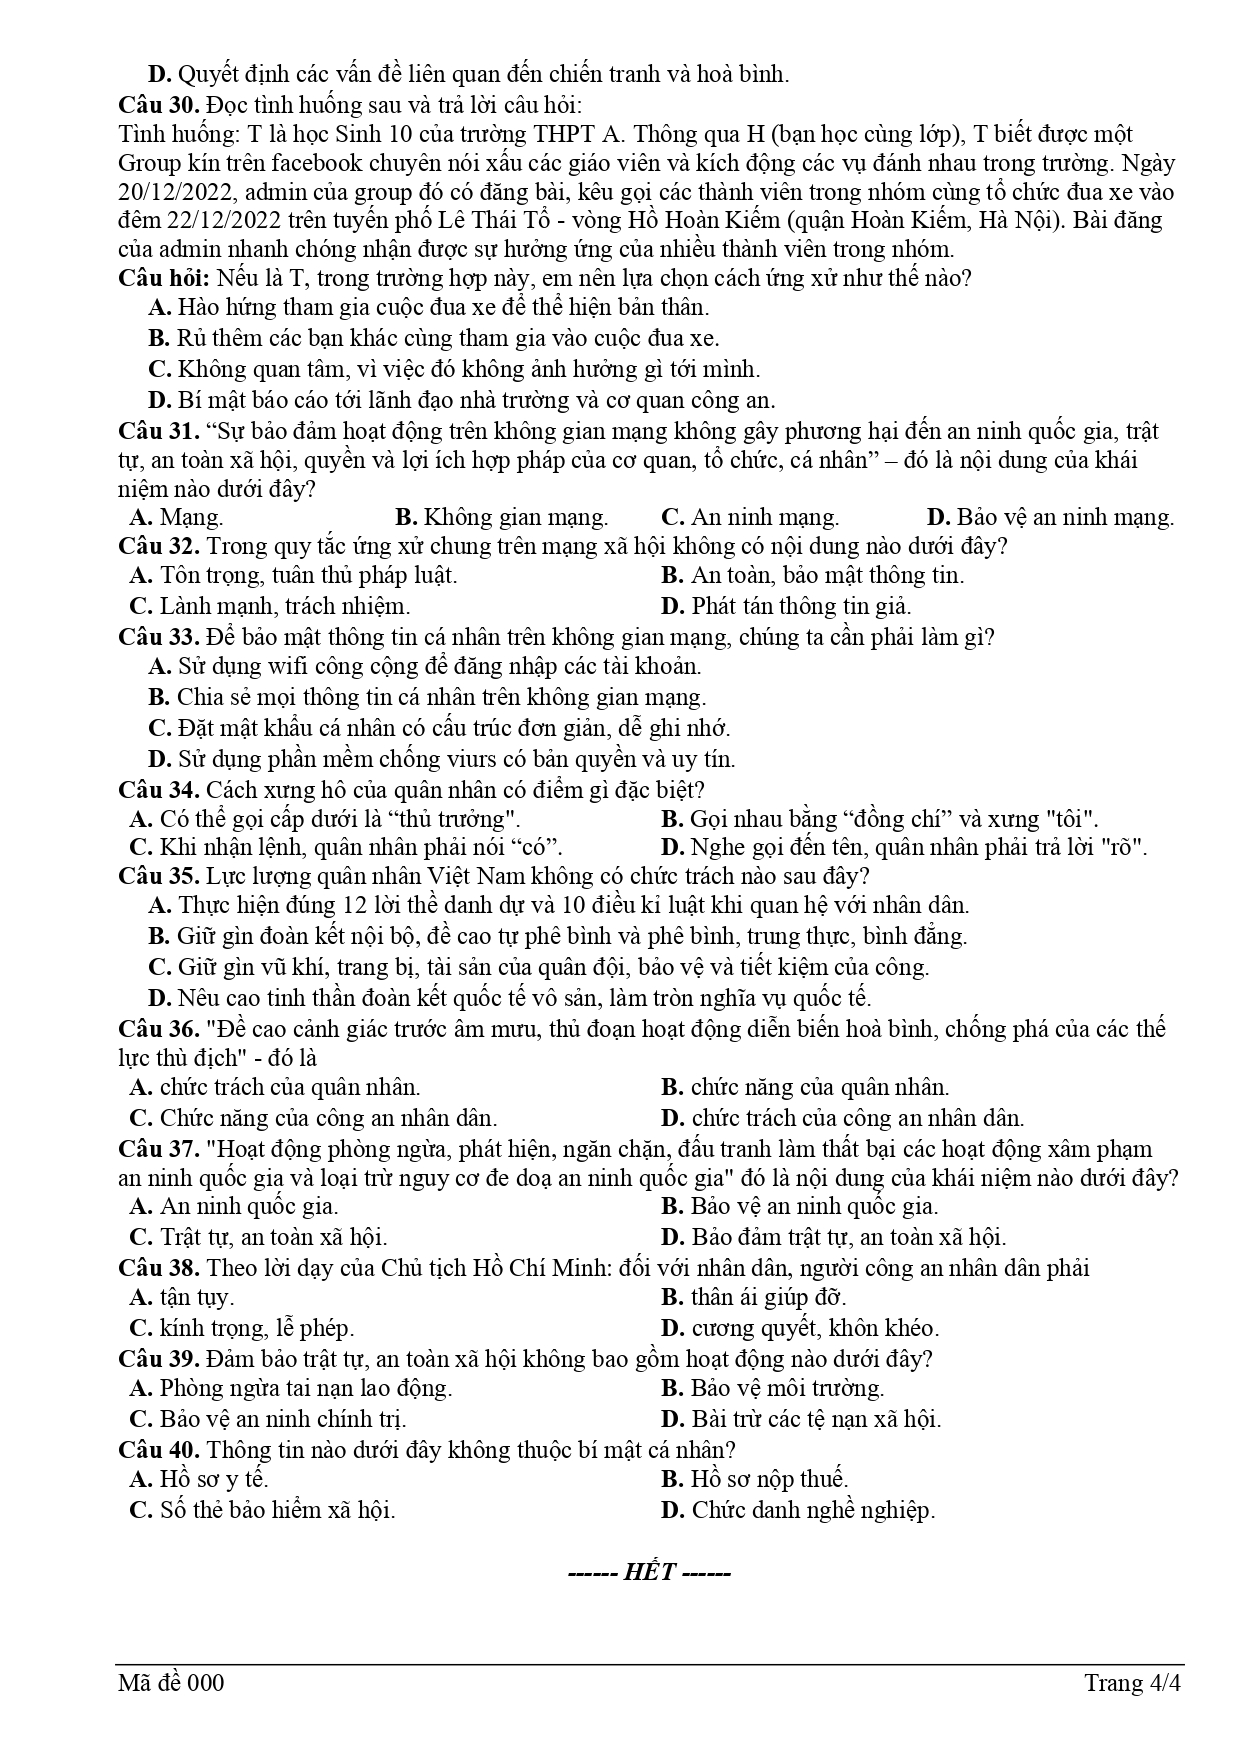 D. Quyết định các vấn đề liên quan đến chiến tranh và hoà bình.
Câu 30. Đọc tình huống sau và trả lời câu hỏi:
Tình huống: T là học Sinh 10 của trường THPT A. Thông qua H (bạn học cùng lớp), T biết được một
Group kín trên facebook chuyên nói xấu các giáo viên và kích động các vụ đánh nhau trong trường. Ngày
20/12/2022, admin của group đó có đăng bài, kêu gọi các thành viên trong nhóm cùng tổ chức đua xe vào
đêm 22/12/2022 trên tuyến phố Lê Thái Tổ - vòng Hồ Hoàn Kiếm (quận Hoàn Kiếm, Hà Nội). Bài đăng
của admin nhanh chóng nhận được sự hưởng ứng của nhiều thành viên trong nhóm.
Câu hỏi: Nếu là T, trong trường hợp này, em nên lựa chọn cách ứng xử như thế nào?
A. Hào hứng tham gia cuộc đua xe để thể hiện bản thân.
B. Rủ thêm các bạn khác cùng tham gia vào cuộc đua xe.
C. Không quan tâm, vì việc đó không ảnh hưởng gì tới mình.
D. Bí mật báo cáo tới lãnh đạo nhà trường và cơ quan công an.
Câu 31. “Sự bảo đảm hoạt động trên không gian mạng không gây phương hại đến an ninh quốc gia, trật
tự, an toàn xã hội, quyền và lợi ích hợp pháp của cơ quan, tổ chức, cá nhân” – đó là nội dung của khái
niệm nào dưới đây?
A. Mạng. B. Không gian mạng. C. An ninh mạng. D. Bảo vệ an ninh mạng.
Câu 32. Trong quy tắc ứng xử chung trên mạng xã hội không có nội dung nào dưới đây?
A. Tôn trọng, tuân thủ pháp luật. B. An toàn, bảo mật thông tin.
C. Lành mạnh, trách nhiệm. D. Phát tán thông tin giả.
Câu 33. Để bảo mật thông tin cá nhân trên không gian mạng, chúng ta cần phải làm gì?
A. Sử dụng wifi công cộng để đăng nhập các tài khoản.
B. Chia sẻ mọi thông tin cá nhân trên không gian mạng.
C. Đặt mật khẩu cá nhân có cấu trúc đơn giản, dễ ghi nhớ.
D. Sử dụng phần mềm chống viurs có bản quyền và uy tín.
Câu 34. Cách xưng hô của quân nhân có điểm gì đặc biệt?
A. Có thể gọi cấp dưới là “thủ trưởng". B. Gọi nhau bằng “đồng chí” và xưng "tôi".
C. Khi nhận lệnh, quân nhân phải nói “có”. D. Nghe gọi đến tên, quân nhân phải trả lời "rõ".
Câu 35. Lực lượng quân nhân Việt Nam không có chức trách nào sau đây?
A. Thực hiện đúng 12 lời thề danh dự và 10 điều kỉ luật khi quan hệ với nhân dân.
B. Giữ gìn đoàn kết nội bộ, đề cao tự phê bình và phê bình, trung thực, bình đẳng.
C. Giữ gìn vũ khí, trang bị, tài sản của quân đội, bảo vệ và tiết kiệm của công.
D. Nêu cao tinh thần đoàn kết quốc tế vô sản, làm tròn nghĩa vụ quốc tế.
Câu 36. "Đề cao cảnh giác trước âm mưu, thủ đoạn hoạt động diễn biến hoà bình, chống phá của các thế
lực thù địch" - đó là
A. chức trách của quân nhân. B. chức năng của quân nhân.
C. Chức năng của công an nhân dân. D. chức trách của công an nhân dân.
Câu 37. "Hoạt động phòng ngừa, phát hiện, ngăn chặn, đấu tranh làm thất bại các hoạt động xâm phạm
an ninh quốc gia và loại trừ nguy cơ đe doạ an ninh quốc gia" đó là nội dung của khái niệm nào dưới đây?
A. An ninh quốc gia. B. Bảo vệ an ninh quốc gia.
C. Trật tự, an toàn xã hội. D. Bảo đảm trật tự, an toàn xã hội.
Câu 38. Theo lời dạy của Chủ tịch Hồ Chí Minh: đối với nhân dân, người công an nhân dân phải
A. tận tụy. B. thân ái giúp đỡ.
C. kính trọng, lễ phép. D. cương quyết, khôn khéo.
Câu 39. Đảm bảo trật tự, an toàn xã hội không bao gồm hoạt động nào dưới đây?
A. Phòng ngừa tai nạn lao động. B. Bảo vệ môi trường.
C. Bảo vệ an ninh chính trị. D. Bài trừ các tệ nạn xã hội.
Câu 40. Thông tin nào dưới đây không thuộc bí mật cá nhân?
A. Hồ sơ y tế. B. Hồ sơ nộp thuế.
C. Số thẻ bảo hiểm xã hội. D. Chức danh nghề nghiệp.
------ HẾT ------
Mã đề 000 Trang 4/4